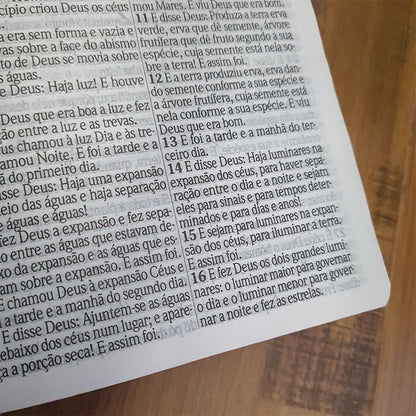 cípio criou Deus os céus
a era sem forma e vazia e
vas sobre a face do abismo
to de Deus se movia sobre
s águas.
e Deus: Haja luz! E houve
Deus que era boa a luz e fez
ção entre a luz e as trevas.
us chamou à luz Dia e às tre-
amou Noite. E foi a tarde e a
ã do primeiro dia.
isse Deus: Haja uma expansão
eio das águas e haja separação
e águas e águas!
fez Deus a expansão e fez sepa-
o entre as águas que estavam de-
ixo da expansão e as águas que es-
am sobre a expansão. E assim foi.
E chamou Deus à expansão Céus e
i a tarde e a manhã do segundo dia.
E disse Deus: Ajuntem-se as águas
ebaixo dos céus num lugar; e apare-
ça a porção seca! E assim foi.
mou Mares. E viu Deus que era bom.
11 E disse Deus: Produza a terra erva
verde, erva que dê semente, árvore
frutífera que dê fruto segundo a sua
espécie, cuja semente está nela so-
bre a terra! E assim foi.
12 E a terra produziu erva, erva dan-
do semente conforme a sua espécie e
a árvore frutífera, cuja semente está
nela conforme a sua espécie. E viu
Deus que era bom.
13 E foi a tarde e a manhã do ter-
ceiro dia.
14 E disse Deus: Haja luminares na
expansão dos céus, para haver sepa-
ração entre o dia e a noite; e sejam
eles para sinais e para tempos deter-
minados e para dias e anos!
15 E sejam para luminares na expan-
são dos céus, para iluminar a terra.
E assim foi.
16 E fez Deus os dois grandes lumi-
nares: o luminar maior para governar
o dia e o luminar menor para gover-
nar a noite e fez as estrelas.